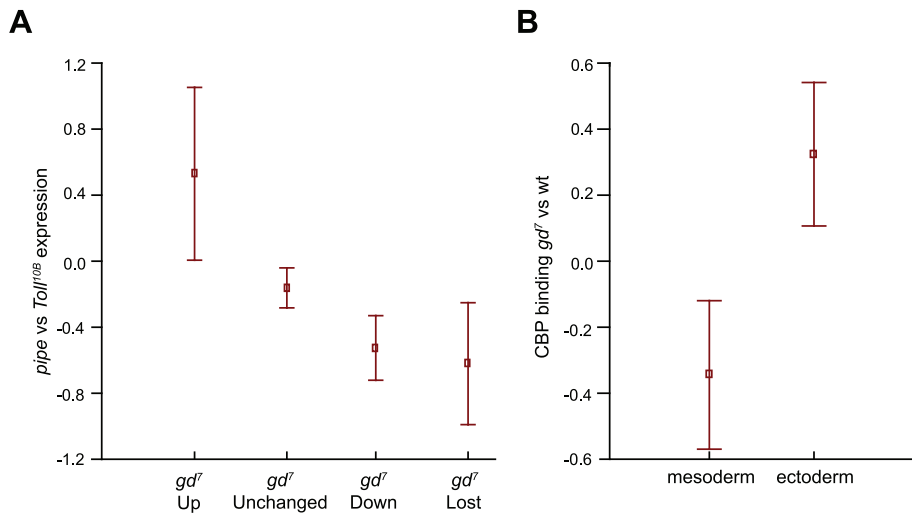 A
pipe vs Toll10B expression
1.2
0.8
0.4
0.0
-0.4
-0.8
-1.2
gd7 Up
gd7 Unchanged
gd7 Down
gd7 Lost
B
CBP binding gd7 vs wt
0.6
0.4
0.2
0.0
-0.2
-0.4
-0.6
mesoderm
ectoderm